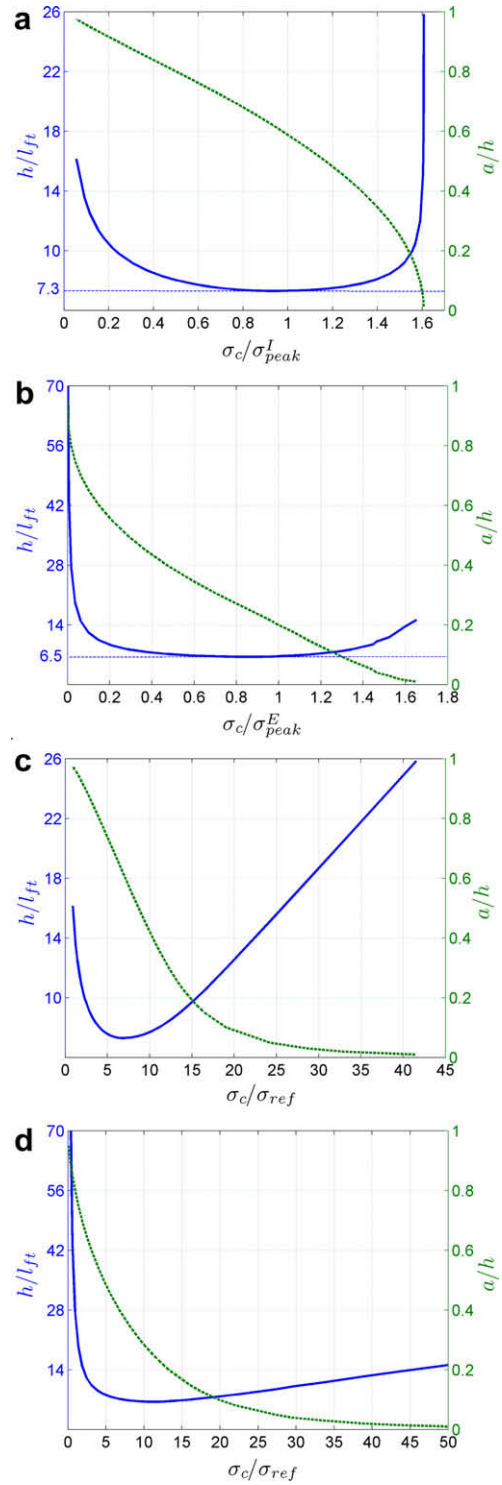 a
26
22
18
14
10
7.3
h/l_ft
1
0.8
0.6
0.4
0.2
0
a/h
0 0.2 0.4 0.6 0.8 1 1.2 1.4 1.6
σ_c/σ^I_peak
b
70
56
42
28
14
6.5
h/l_ft
1
0.8
0.6
0.4
0.2
0
a/h
0 0.2 0.4 0.6 0.8 1 1.2 1.4 1.6 1.8
σ_c/σ^E_peak
c
26
22
18
14
10
h/l_ft
1
0.8
0.6
0.4
0.2
0
a/h
0 5 10 15 20 25 30 35 40 45
σ_c/σ_ref
d
70
56
42
28
14
h/l_ft
1
0.8
0.6
0.4
0.2
0
a/h
0 5 10 15 20 25 30 35 40 45 50
σ_c/σ_ref